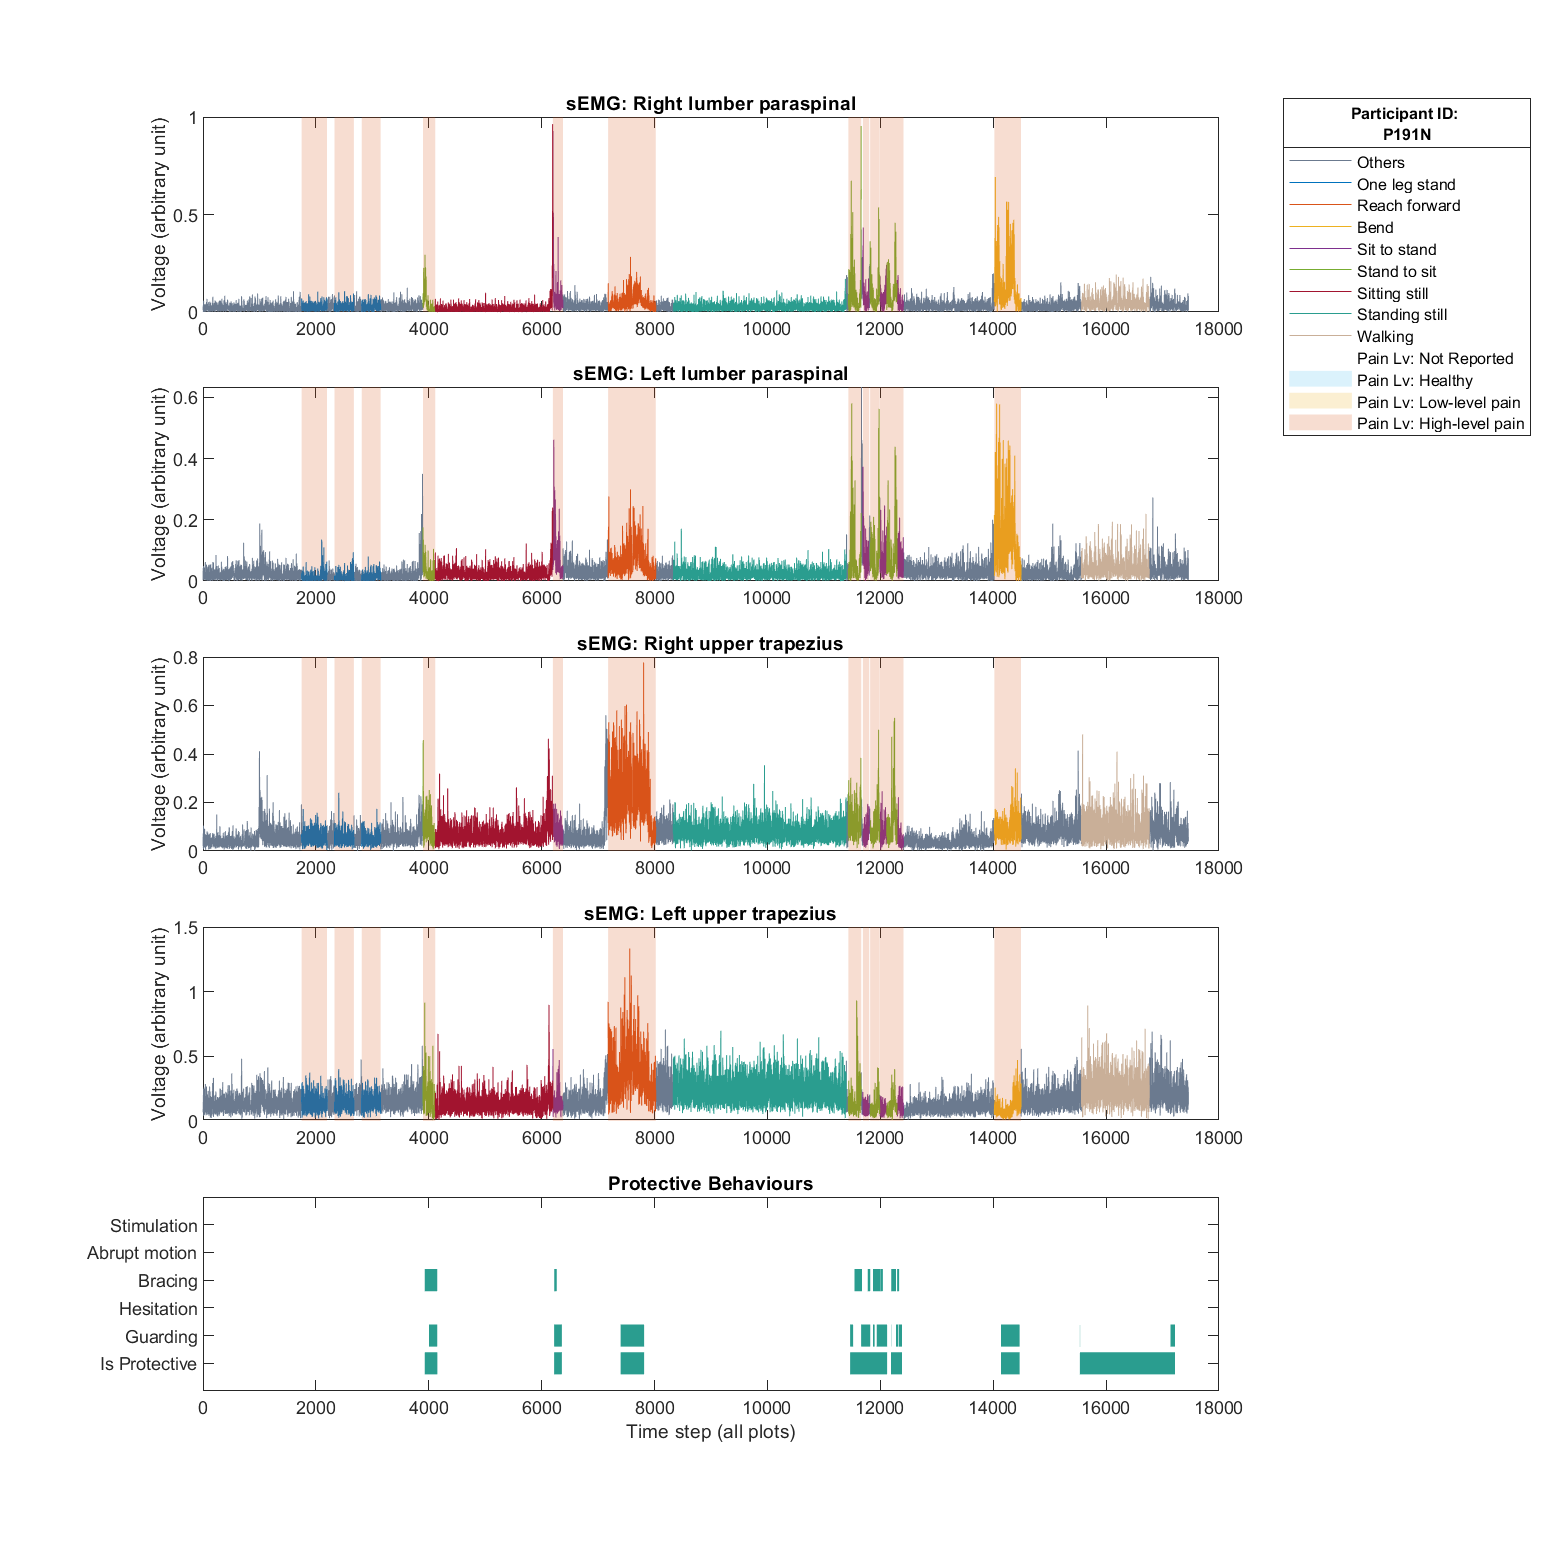 sEMG: Right lumber paraspinal
Voltage (arbitrary unit)
1
0.5
0
0 2000 4000 6000 8000 10000 12000 14000 16000 18000
sEMG: Left lumber paraspinal
Voltage (arbitrary unit)
0.6
0.4
0.2
0
0 2000 4000 6000 8000 10000 12000 14000 16000 18000
sEMG: Right upper trapezius
Voltage (arbitrary unit)
0.8
0.6
0.4
0.2
0
0 2000 4000 6000 8000 10000 12000 14000 16000 18000
sEMG: Left upper trapezius
Voltage (arbitrary unit)
1.5
1
0.5
0
0 2000 4000 6000 8000 10000 12000 14000 16000 18000
Protective Behaviours
Stimulation
Abrupt motion
Bracing
Hesitation
Guarding
Is Protective
0 2000 4000 6000 8000 10000 12000 14000 16000 18000
Time step (all plots)
Participant ID:
P191N
Others
One leg stand
Reach forward
Bend
Sit to stand
Stand to sit
Sitting still
Standing still
Walking
Pain Lv: Not Reported
Pain Lv: Healthy
Pain Lv: Low-level pain
Pain Lv: High-level pain